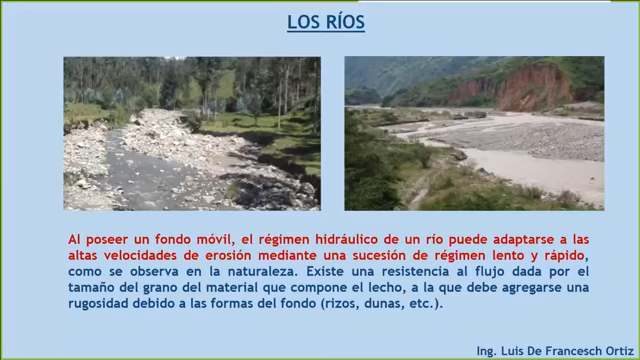 LOS RÍOS
Al poseer un fondo móvil, el régimen hidráulico de un río puede adaptarse a las
altas velocidades de erosión mediante una sucesión de régimen lento y rápido,
como se observa en la naturaleza. Existe una resistencia al flujo dada por el
tamaño del grano del material que compone el lecho, a la que debe agregarse una
rugosidad debido a las formas del fondo (rizos, dunas, etc.).
Ing. Luis De Francesch Ortiz